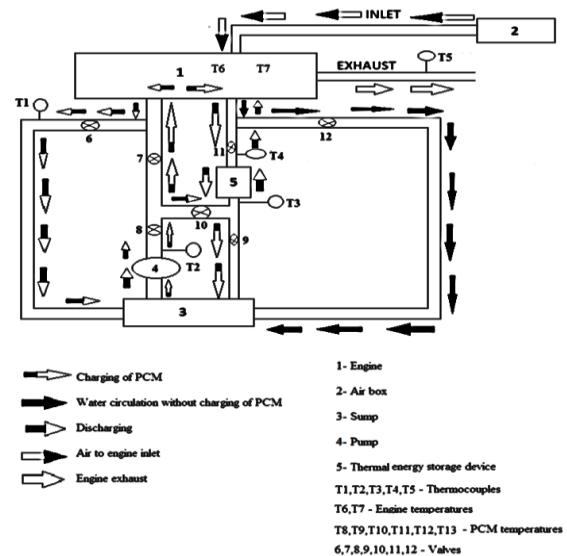 INLET
2
EXHAUST
T5
1
T6
T7
T1
6
12
7
11
T4
5
T3
10
8
9
4
T2
3
Charging of PCM
Water circulation without charging of PCM
Discharging
Air to engine inlet
Engine exhaust
1- Engine
2- Air box
3- Sump
4- Pump
5- Thermal energy storage device
T1,T2,T3,T4,T5 - Thermocouples
T6,T7 - Engine temperatures
T8,T9,T10,T11,T12,T13 - PCM temperatures
6,7,8,9,10,11,12 - Valves